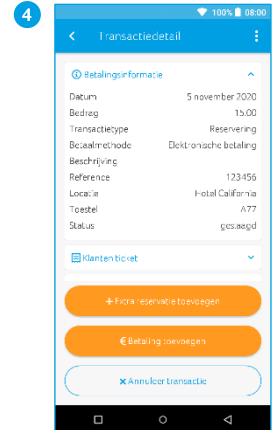 4
100% 08:00
Transactiedetail
Betalingsinformatie
Datum 5 november 2020
Bedrag 15.00
Transactietype Reservering
Betaalmethode Elektronische betaling
Beschrijving
Reference 123456
Locatie Hotel California
Toestel A77
Status geslaagd
Klanten ticket
+ Extra reservatie toevoegen
€ Betaling toevoegen
× Annuleer transactie